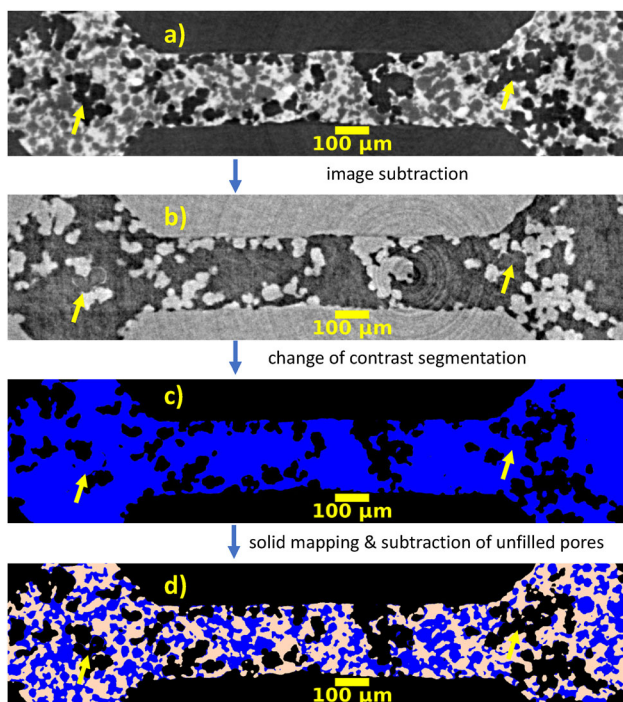 a)
100 µm
image subtraction
b)
100 µm
change of contrast segmentation
c)
100 µm
solid mapping & subtraction of unfilled pores
d)
100 µm